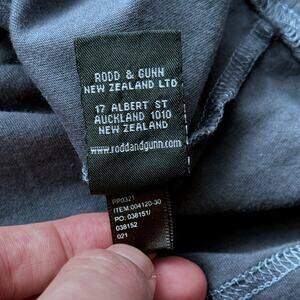 RODD & GUNN
NEW ZEALAND LTD
17 ALBERT ST
AUCKLAND 1010
NEW ZEALAND
www.roddandgunn.com
PP0321
ITEM:004120-30
PO: 038151/
038152
021